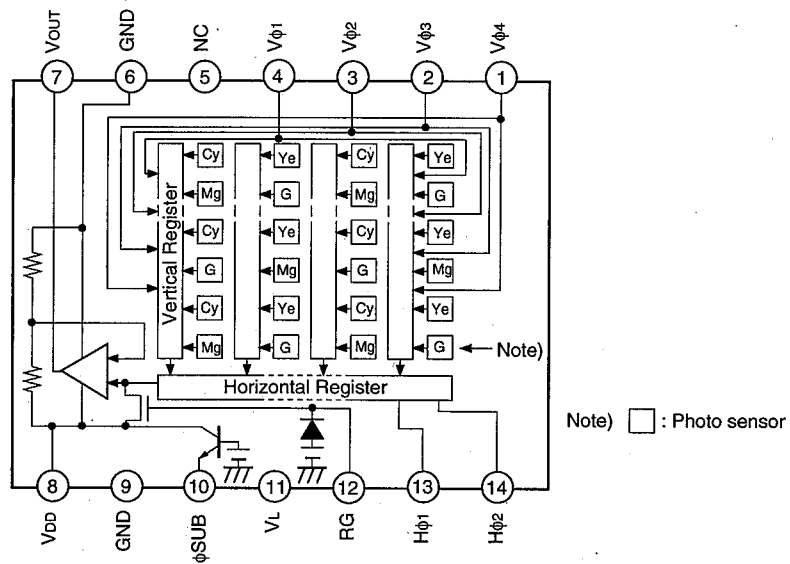 VOUT GND NC Vφ1 Vφ2 Vφ3 Vφ4
7 6 5 4 3 2 1
Vertical Register
Cy Ye Cy Ye
Mg G Mg G
Cy Ye Cy Ye
G Mg G Mg
Cy Ye Cy Ye
Mg G Mg G
Note)
Horizontal Register
Note) : Photo sensor
8 9 10 11 12 13 14
VDD GND φSUB VL RG Hφ1 Hφ2